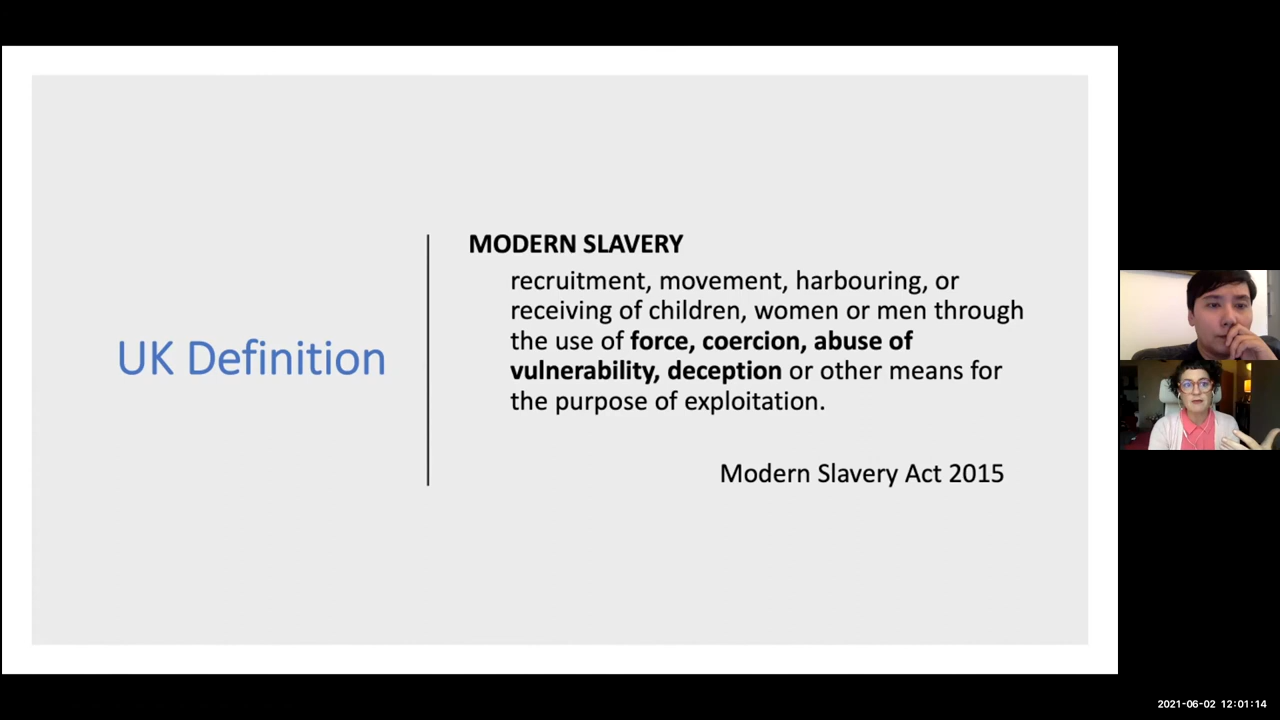 UK Definition
MODERN SLAVERY
recruitment, movement, harbouring, or
receiving of children, women or men through
the use of force, coercion, abuse of
vulnerability, deception or other means for
the purpose of exploitation.
Modern Slavery Act 2015
2021-06-02 12:01:14